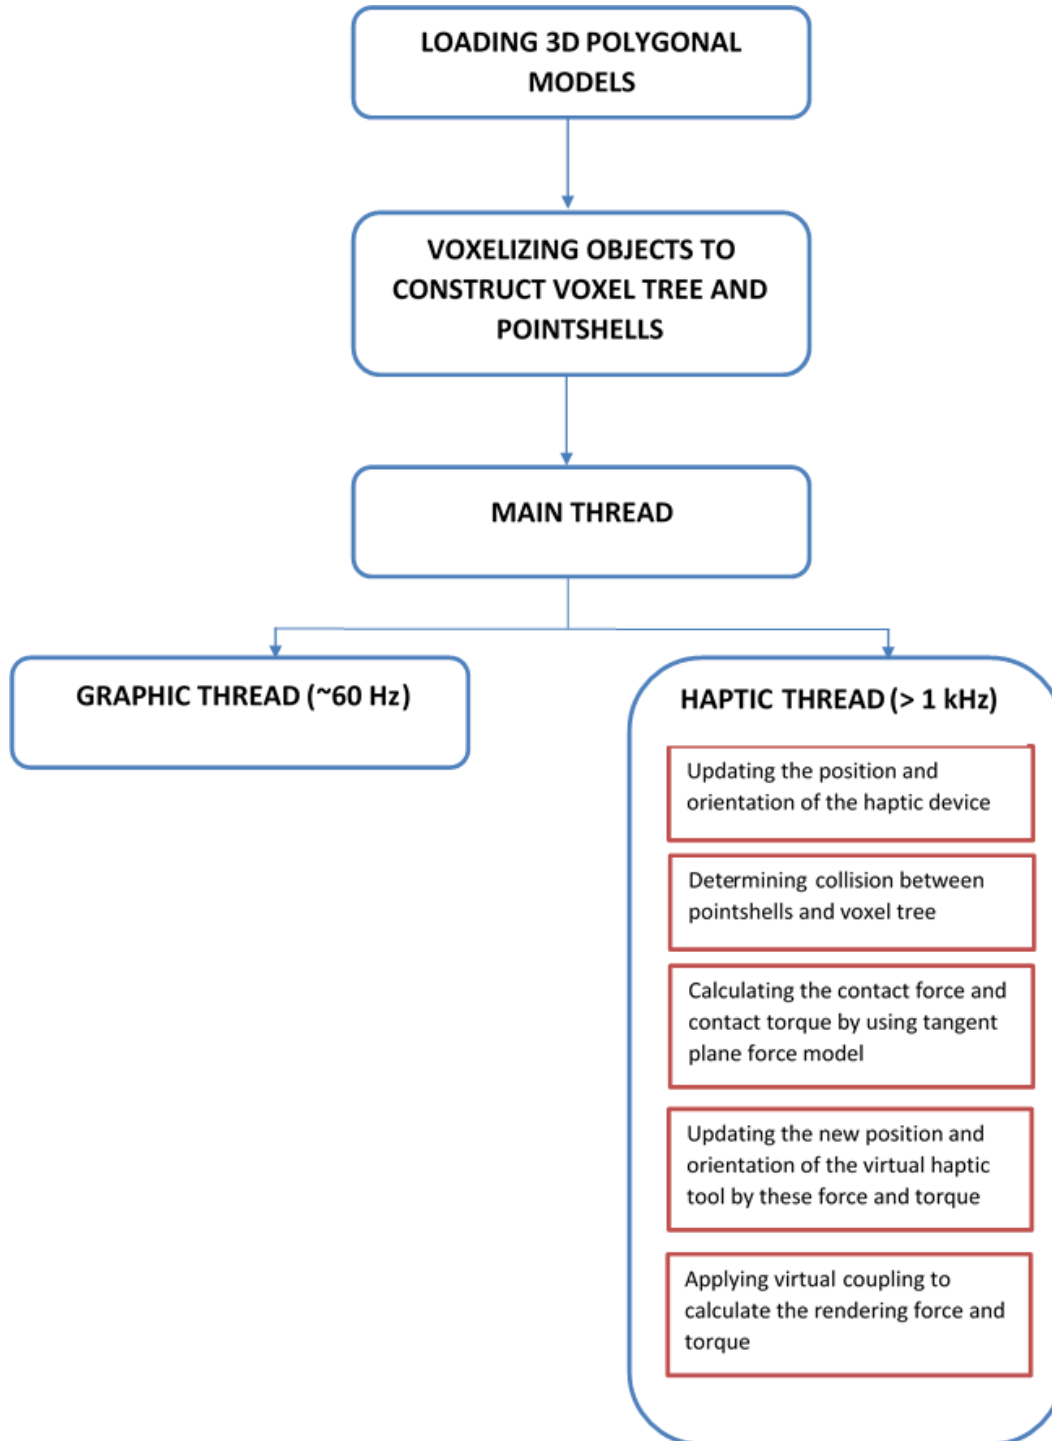 LOADING 3D POLYGONAL
MODELS
VOXELIZING OBJECTS TO
CONSTRUCT VOXEL TREE AND
POINTSHELLS
MAIN THREAD
GRAPHIC THREAD (~60 Hz)
HAPTIC THREAD (> 1 kHz)
Updating the position and
orientation of the haptic device
Determining collision between
pointshells and voxel tree
Calculating the contact force and
contact torque by using tangent
plane force model
Updating the new position and
orientation of the virtual haptic
tool by these force and torque
Applying virtual coupling to
calculate the rendering force and
torque